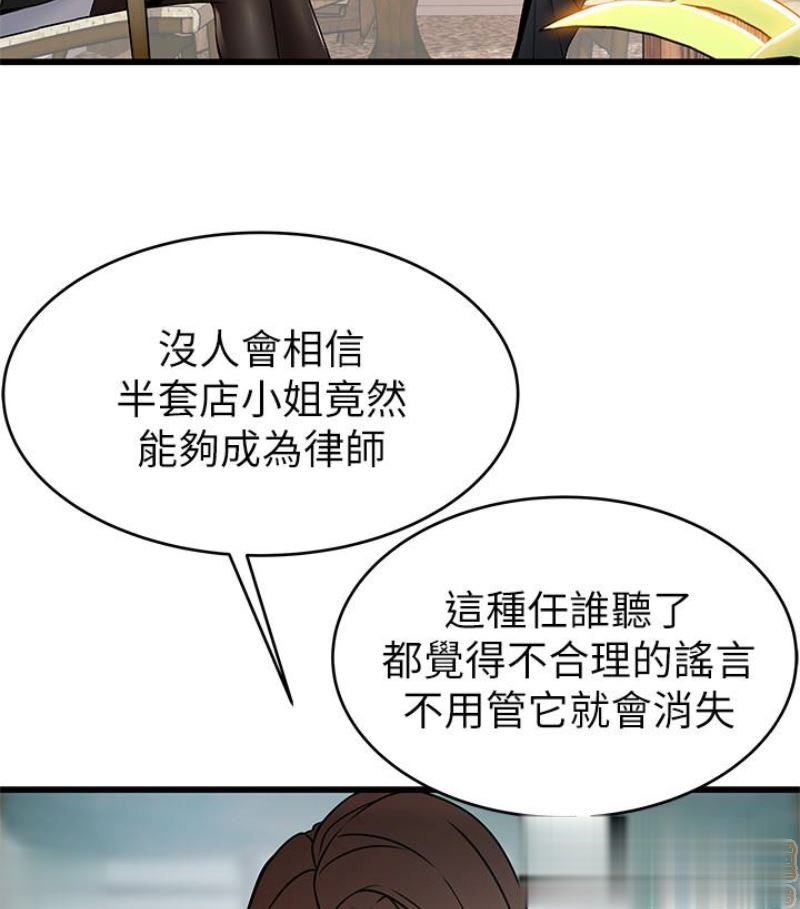 沒人會相信
半套店小姐竟然
能夠成為律師
這種任誰聽了
都覺得不合理的謠言
不用管它就會消失